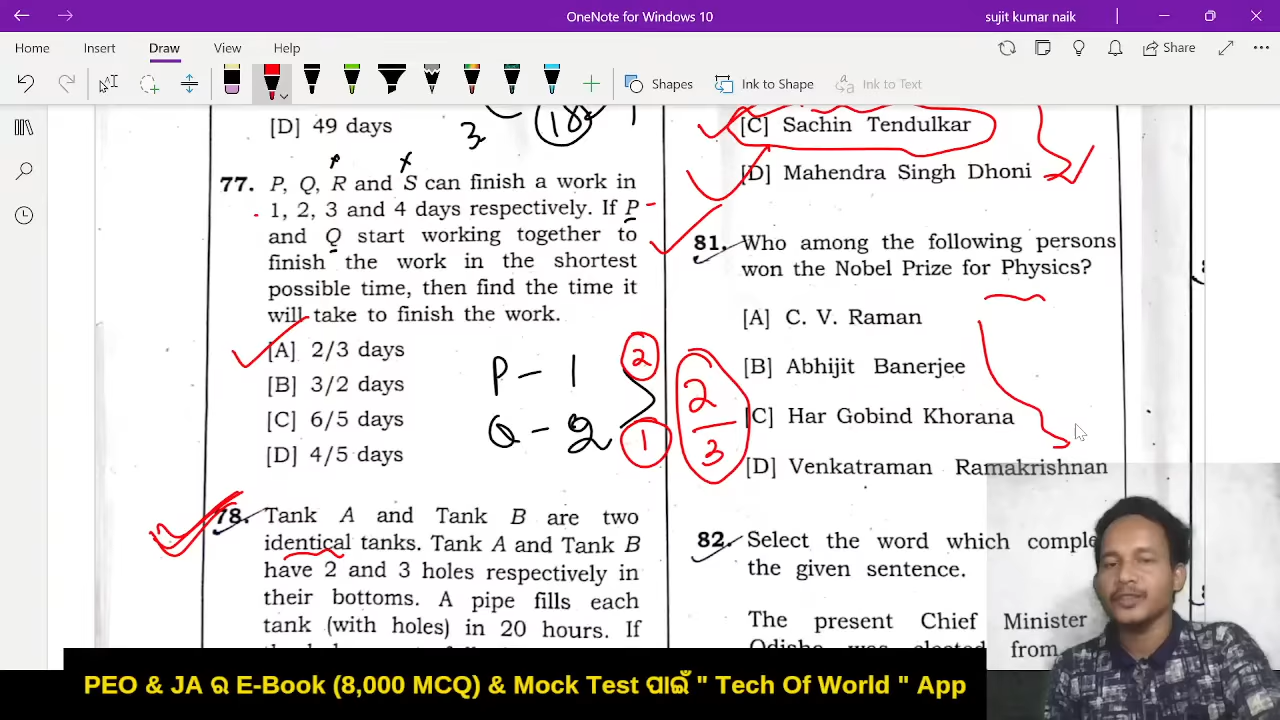 OneNote for Windows 10
sujit kumar naik
Home
Insert
Draw
View
Help
Share
Shapes
Ink to Shape
Ink to Text
[D] 49 days
3
182
1
77. P, Q, R and S can finish a work in
1, 2, 3 and 4 days respectively. If P
and Q start working together to
finish the work in the shortest
possible time, then find the time it
will take to finish the work.
[A] 2/3 days
[B] 3/2 days
[C] 6/5 days
[D] 4/5 days
P - 1
Q - 2
2
1
2
3
78. Tank A and Tank B are two
identical tanks. Tank A and Tank B
have 2 and 3 holes respectively in
their bottoms. A pipe fills each
tank (with holes) in 20 hours. If
[C] Sachin Tendulkar
[D] Mahendra Singh Dhoni
81. Who among the following persons
won the Nobel Prize for Physics?
[A] C. V. Raman
[B] Abhijit Banerjee
[C] Har Gobind Khorana
[D] Venkatraman Ramakrishnan
82. Select the word which comple
the given sentence.
The present Chief Minister
Odisha was elected from
PEO & JA ର E-Book (8,000 MCQ) & Mock Test ପାଇଁ " Tech Of World " App